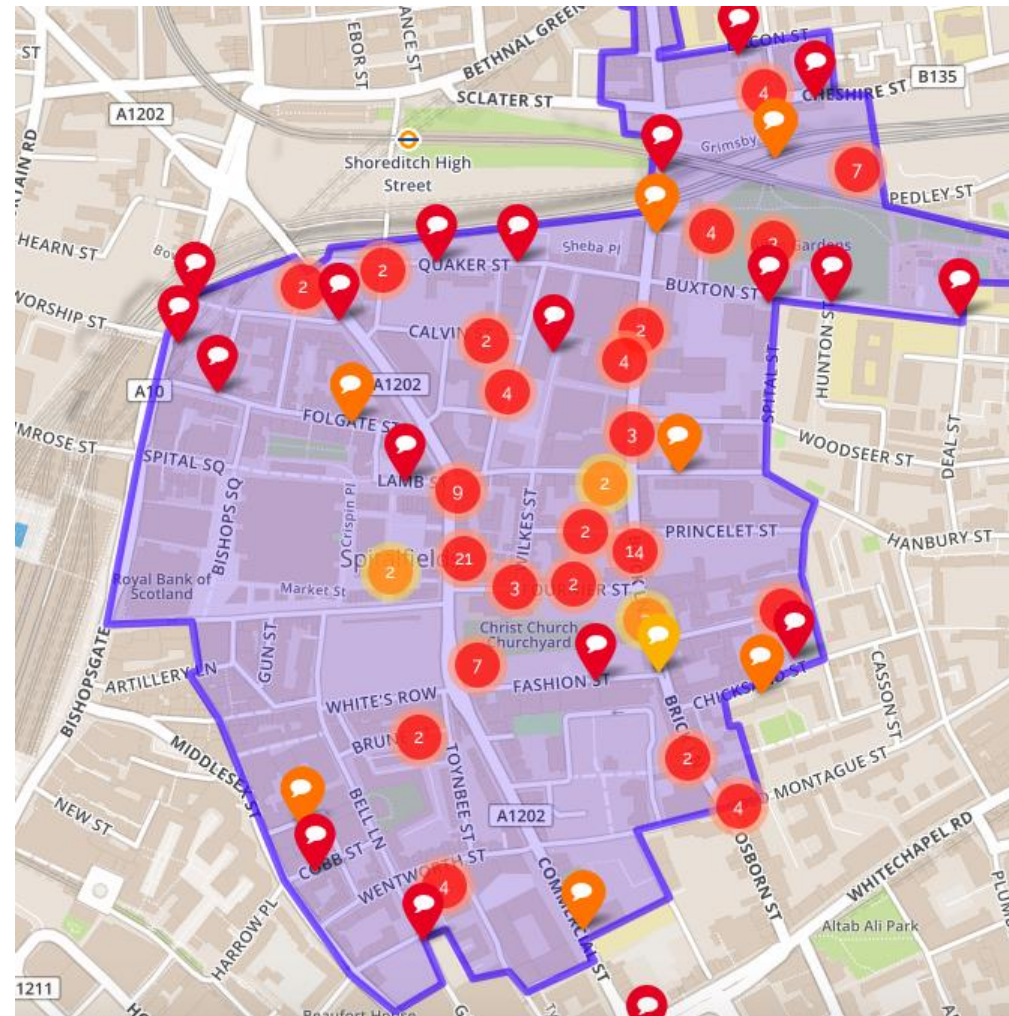 ST
EBOR ST
BETHNAL GREEN
CHESHIRE ST
B135
SCLATER ST
A1202
4
Shoreditch High
Street
Grimsby
7
PEDLEY ST
HEARN ST
4
Gardens
Sheba Pl
QUAKER ST
2
2
BUXTON ST
WORSHIP ST
HUNTON ST
SPITAL ST
2
2
4
A10
A1202
4
FOLGATE ST
3
WOODSEER ST
DEAL ST
SPITAL SQ
LAMB
9
2
BISHOPS SQ
Crispin Pl
WILKES ST
2
PRINCELET ST
14
HANBURY ST
21
2
3
2
Royal Bank of
Scotland
Market St
Christ Church
Churchyard
GUN ST
7
FASHION ST
ARTILLERY LN
BISHOPSGATE
WHITE'S ROW
CASSON ST
2
TOYNBEE ST
2
MIDDLESEX ST
MONTAGUE ST
4
NEW ST
BELL LN
A1202
COBB ST
WENTWORTH ST
4
COMMERCIAL ST
OSBORN ST
WHITECHAPEL RD
HARROW PL
Altab Ali Park
1211
Beaufort House